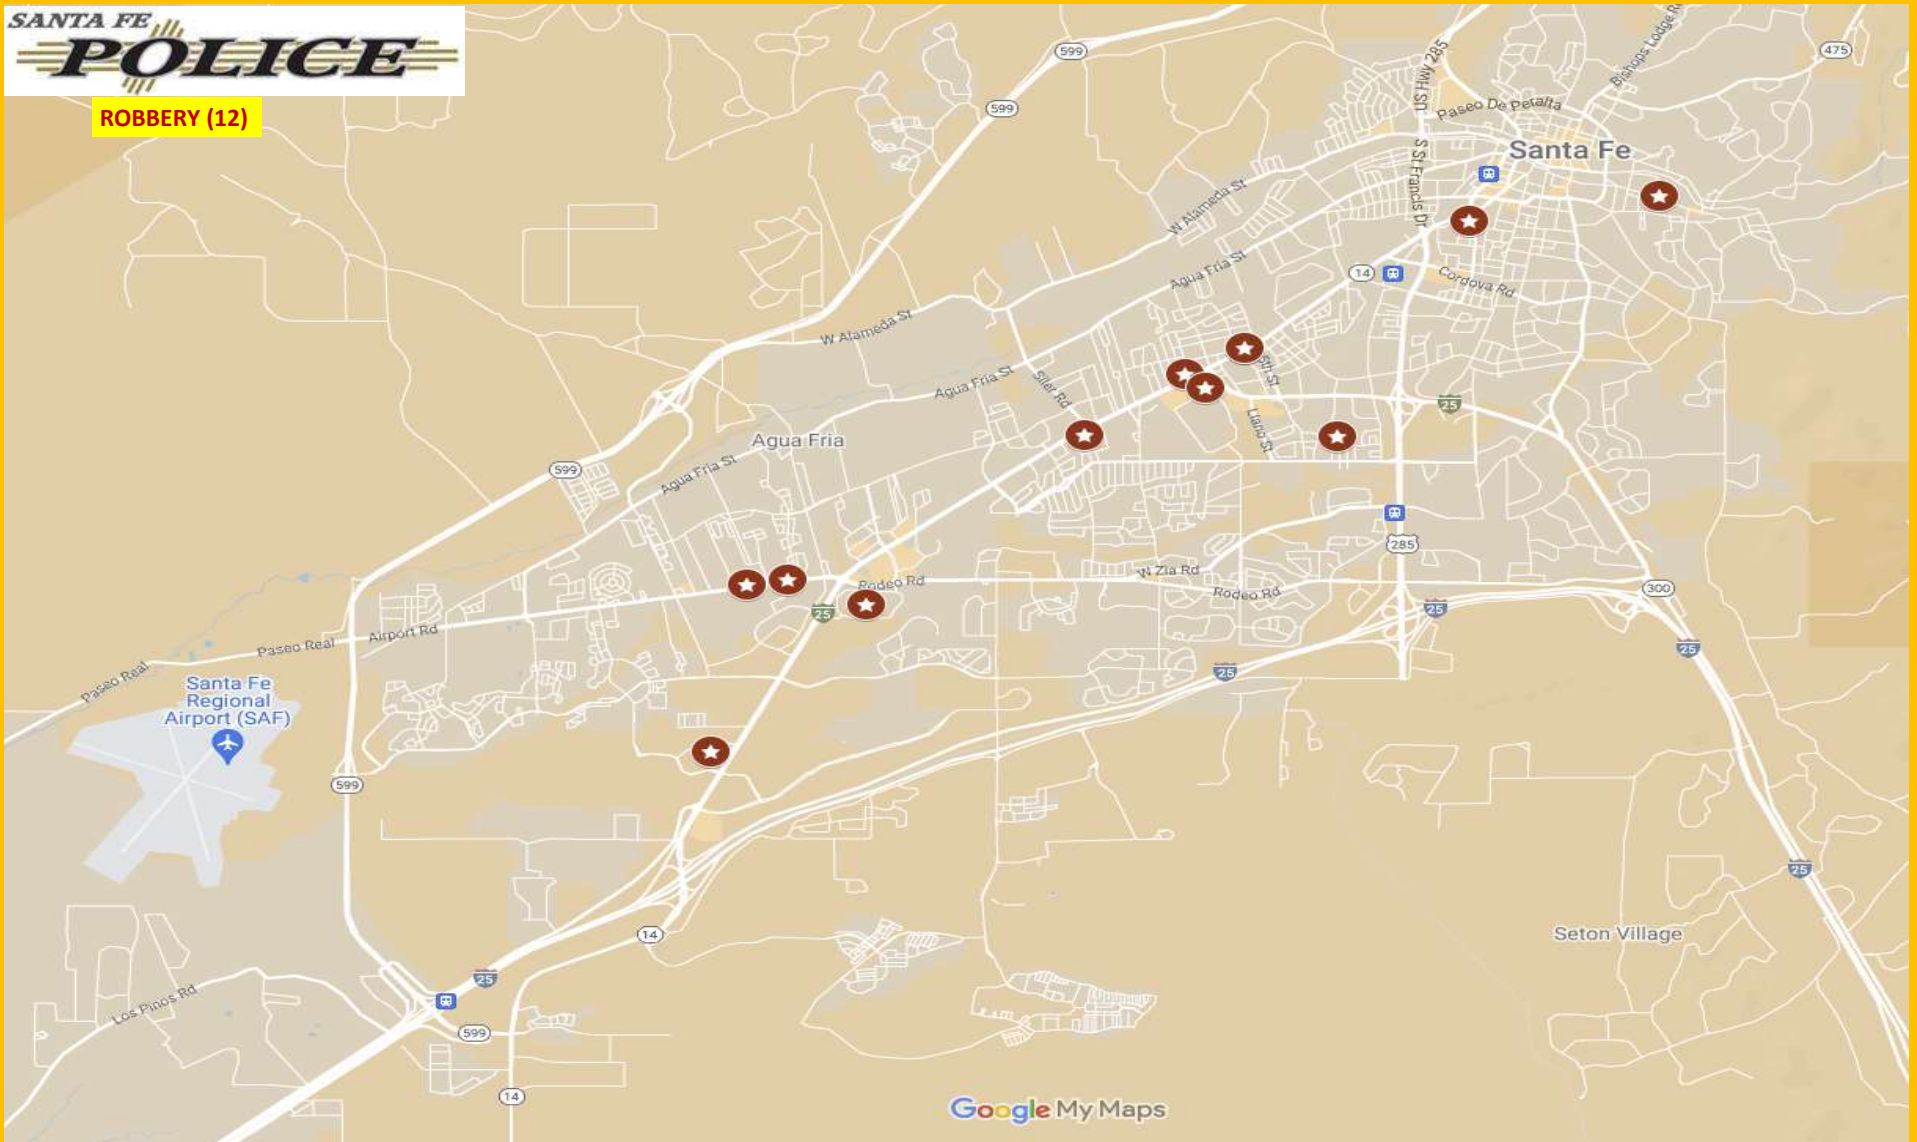 SANTA FE
POLICE
ROBBERY (12)
599
599
475
Bishops Lodge R
US Hwy 285
Paseo De Peralta
Santa Fe
S St Francis Dr
W Alameda St
Agua Fria St
14
Cordova Rd
W Alameda St
5th St
Agua Fria St
Siler Rd
25
Llano St
Agua Fria
Agua Fria St
599
285
W Zia Rd
Rodeo Rd
Rodeo Rd
300
25
25
Airport Rd
Paseo Real
Paseo Real
25
25
Santa Fe
Regional
Airport (SAF)
599
25
14
Seton Village
25
Los Pinos Rd
599
14
Google My Maps